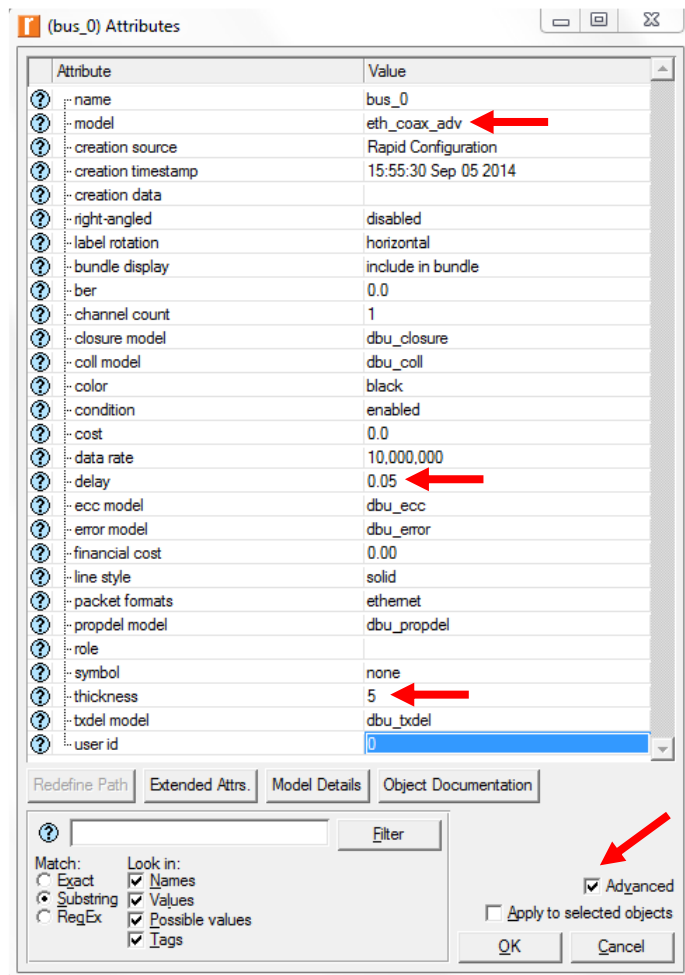 (bus_0) Attributes
Attribute Value
name bus_0
model eth_coax_adv
creation source Rapid Configuration
creation timestamp 15:55:30 Sep 05 2014
creation data
right-angled disabled
label rotation horizontal
bundle display include in bundle
ber 0.0
channel count 1
closure model dbu_closure
coll model dbu_coll
color black
condition enabled
cost 0.0
data rate 10,000,000
delay 0.05
ecc model dbu_ecc
error model dbu_error
financial cost 0.00
line style solid
packet formats ethernet
propdel model dbu_propdel
role
symbol none
thickness 5
txdel model dbu_txdel
user id 0
Redefine Path Extended Attrs. Model Details Object Documentation
Filter
Match: Look in:
Exact Names
Substring Values
RegEx Possible values
Tags
Advanced
Apply to selected objects
OK Cancel